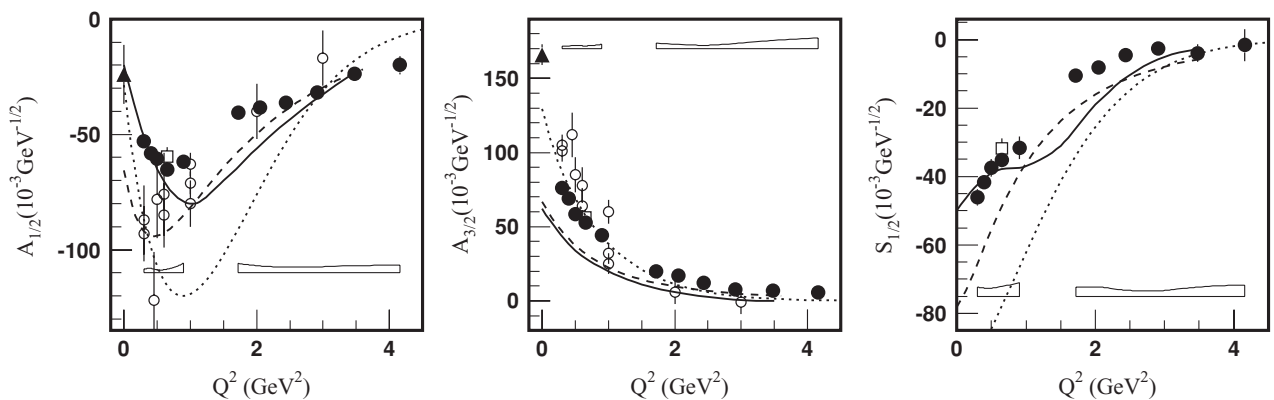 0
-50
-100
A1/2(10-3GeV-1/2)
0 2 4
Q2 (GeV2)
150
100
50
0
A3/2(10-3GeV-1/2)
0 2 4
Q2 (GeV2)
0
-20
-40
-60
-80
S1/2(10-3GeV-1/2)
0 2 4
Q2 (GeV2)